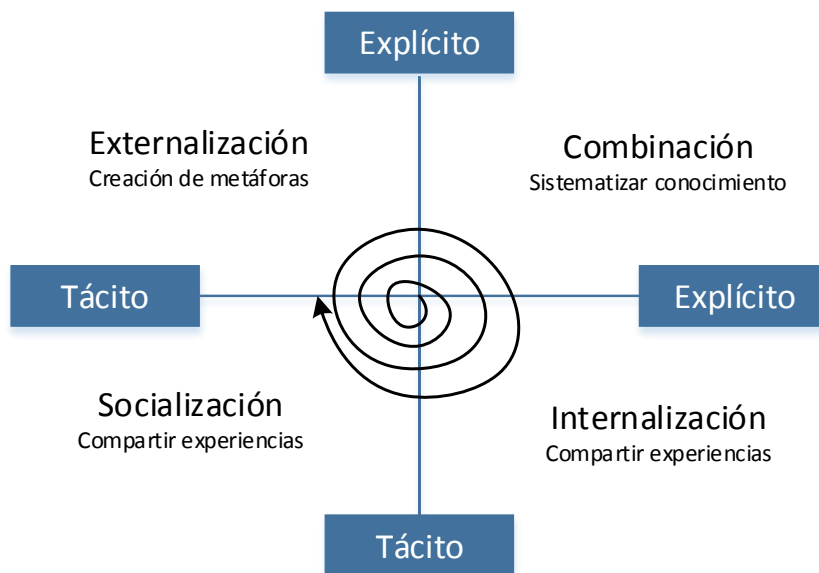 Explícito
Externalización
Creación de metáforas
Combinación
Sistematizar conocimiento
Tácito
Explícito
Socialización
Compartir experiencias
Internalización
Compartir experiencias
Tácito